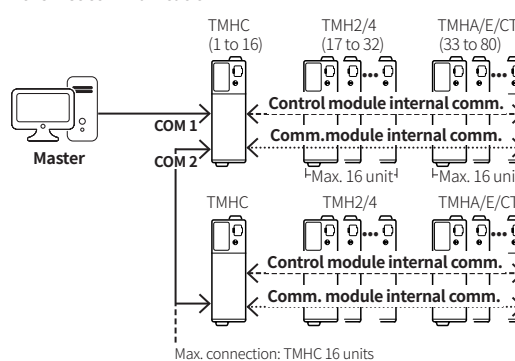 TMHC TMH2/4 TMHA/E/CT
(1 to 16) (17 to 32) (33 to 80)
Control module internal comm.
COM 1
Comm.module internal comm.
Master
COM 2
Max. 16 unit Max. 16 uni
TMHC TMH2/4 TMHA/E/CT
Control module internal comm.
Comm. module internal comm.
Max. connection: TMHC 16 units